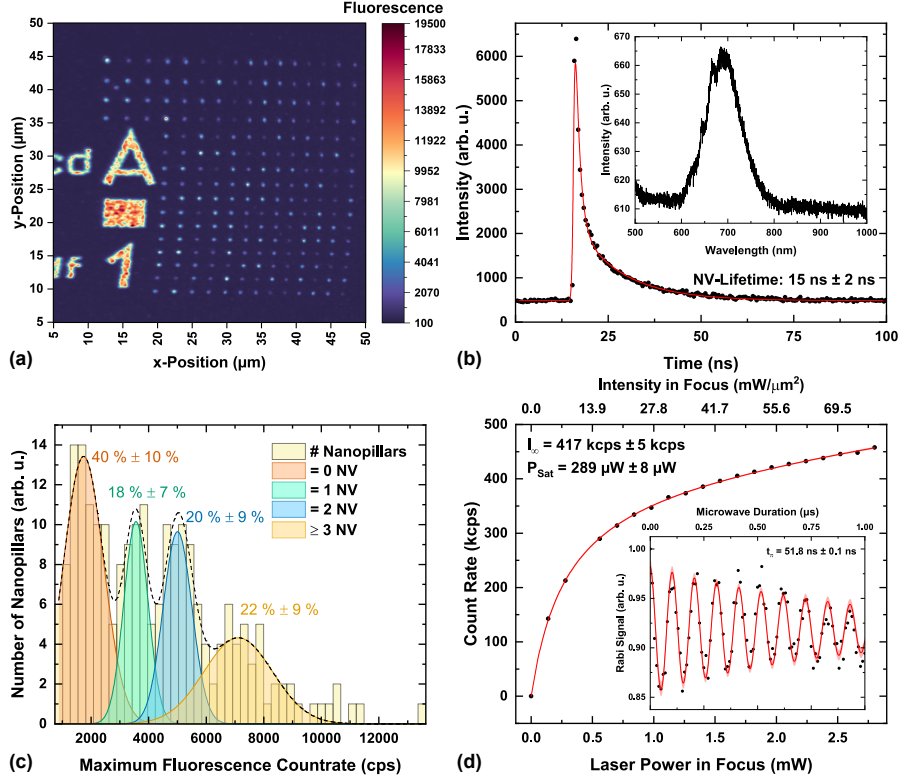 Fluorescence
50
45
40
35
30
25
20
15
10
5
y-Position (µm)
5 10 15 20 25 30 35 40 45 50
x-Position (µm)
cd A
1
19500
17833
15863
13892
11922
9952
7981
6011
4041
2070
100
(a)
6000
5000
4000
3000
2000
1000
0
Intensity (arb. u.)
0 25 50 75 100
Time (ns)
NV-Lifetime: 15 ns ± 2 ns
670
660
650
640
630
620
610
Intensity (arb. u.)
500 600 700 800 900 1000
Wavelength (nm)
(b)
14
12
10
8
6
4
2
0
Number of Nanopillars (arb. u.)
40 % ± 10 %
18 % ± 7 %
20 % ± 9 %
22 % ± 9 %
# Nanopillars
= 0 NV
= 1 NV
= 2 NV
≥ 3 NV
2000 4000 6000 8000 10000 12000
Maximum Fluorescence Countrate (cps)
(c)
Intensity in Focus (mW/µm²)
0.0 13.9 27.8 41.7 55.6 69.5
500
400
300
200
100
0
Count Rate (kcps)
I∞ = 417 kcps ± 5 kcps
PSat = 289 µW ± 8 µW
Microwave Duration (µs)
0.00 0.25 0.50 0.75 1.00
tπ = 51.8 ns ± 0.1 ns
1.00
0.95
0.90
0.85
Rabi Signal (arb. u.)
0.0 0.5 1.0 1.5 2.0 2.5
Laser Power in Focus (mW)
(d)